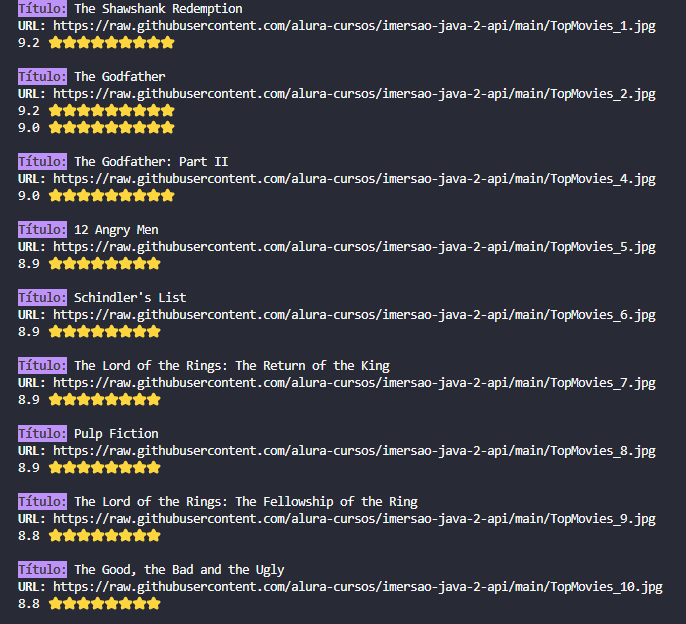 Título: The Shawshank Redemption
URL: https://raw.githubusercontent.com/alura-cursos/imersao-java-2-api/main/TopMovies_1.jpg
9.2 ⭐⭐⭐⭐⭐⭐⭐⭐⭐
Título: The Godfather
URL: https://raw.githubusercontent.com/alura-cursos/imersao-java-2-api/main/TopMovies_2.jpg
9.2 ⭐⭐⭐⭐⭐⭐⭐⭐⭐
9.0 ⭐⭐⭐⭐⭐⭐⭐⭐⭐
Título: The Godfather: Part II
URL: https://raw.githubusercontent.com/alura-cursos/imersao-java-2-api/main/TopMovies_4.jpg
9.0 ⭐⭐⭐⭐⭐⭐⭐⭐⭐
Título: 12 Angry Men
URL: https://raw.githubusercontent.com/alura-cursos/imersao-java-2-api/main/TopMovies_5.jpg
8.9 ⭐⭐⭐⭐⭐⭐⭐⭐
Título: Schindler's List
URL: https://raw.githubusercontent.com/alura-cursos/imersao-java-2-api/main/TopMovies_6.jpg
8.9 ⭐⭐⭐⭐⭐⭐⭐⭐
Título: The Lord of the Rings: The Return of the King
URL: https://raw.githubusercontent.com/alura-cursos/imersao-java-2-api/main/TopMovies_7.jpg
8.9 ⭐⭐⭐⭐⭐⭐⭐⭐
Título: Pulp Fiction
URL: https://raw.githubusercontent.com/alura-cursos/imersao-java-2-api/main/TopMovies_8.jpg
8.9 ⭐⭐⭐⭐⭐⭐⭐⭐
Título: The Lord of the Rings: The Fellowship of the Ring
URL: https://raw.githubusercontent.com/alura-cursos/imersao-java-2-api/main/TopMovies_9.jpg
8.8 ⭐⭐⭐⭐⭐⭐⭐⭐
Título: The Good, the Bad and the Ugly
URL: https://raw.githubusercontent.com/alura-cursos/imersao-java-2-api/main/TopMovies_10.jpg
8.8 ⭐⭐⭐⭐⭐⭐⭐⭐